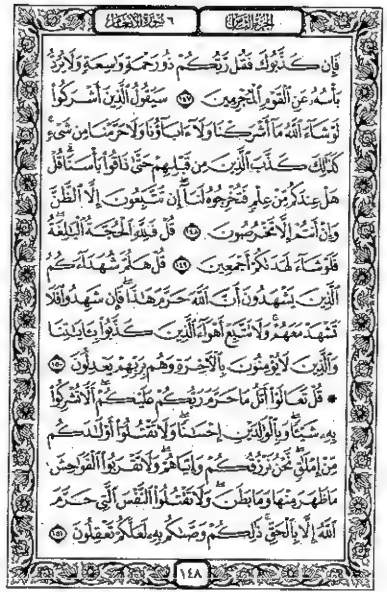 الجزء الثامن
٦ سورة الأنعام
فَإِن كَذَّبُوكَ فَقُل رَّبُّكُمْ ذُو رَحْمَةٍ وَٰسِعَةٍ وَلَا يُرَدُّ
بَأْسُهُۥ عَنِ ٱلْقَوْمِ ٱلْمُجْرِمِينَ ١٤٧ سَيَقُولُ ٱلَّذِينَ أَشْرَكُوا۟
لَوْ شَآءَ ٱللَّهُ مَآ أَشْرَكْنَا وَلَآ ءَابَآؤُنَا وَلَا حَرَّمْنَا مِن شَىْءٍ
كَذَٰلِكَ كَذَّبَ ٱلَّذِينَ مِن قَبْلِهِمْ حَتَّىٰ ذَاقُوا۟ بَأْسَنَا قُلْ
هَلْ عِندَكُم مِّنْ عِلْمٍ فَتُخْرِجُوهُ لَنَآ إِن تَتَّبِعُونَ إِلَّا ٱلظَّنَّ
وَإِنْ أَنتُمْ إِلَّا تَخْرُصُونَ ١٤٨ قُلْ فَلِلَّهِ ٱلْحُجَّةُ ٱلْبَٰلِغَةُ
فَلَوْ شَآءَ لَهَدَىٰكُمْ أَجْمَعِينَ ١٤٩ قُلْ هَلُمَّ شُهَدَآءَكُمُ
ٱلَّذِينَ يَشْهَدُونَ أَنَّ ٱللَّهَ حَرَّمَ هَٰذَا فَإِن شَهِدُوا۟ فَلَا
تَشْهَدْ مَعَهُمْ وَلَا تَتَّبِعْ أَهْوَآءَ ٱلَّذِينَ كَذَّبُوا۟ بِـَٔايَٰتِنَا
وَٱلَّذِينَ لَا يُؤْمِنُونَ بِٱلْـَٔاخِرَةِ وَهُم بِرَبِّهِمْ يَعْدِلُونَ ١٥٠
۞ قُلْ تَعَالَوْا۟ أَتْلُ مَا حَرَّمَ رَبُّكُمْ عَلَيْكُمْ أَلَّا تُشْرِكُوا۟
بِهِۦ شَيْـًٔا وَبِٱلْوَٰلِدَيْنِ إِحْسَٰنًا وَلَا تَقْتُلُوٓا۟ أَوْلَٰدَكُم
مِّنْ إِمْلَٰقٍ نَّحْنُ نَرْزُقُكُمْ وَإِيَّاهُمْ وَلَا تَقْرَبُوا۟ ٱلْفَوَٰحِشَ
مَا ظَهَرَ مِنْهَا وَمَا بَطَنَ وَلَا تَقْتُلُوا۟ ٱلنَّفْسَ ٱلَّتِى حَرَّمَ
ٱللَّهُ إِلَّا بِٱلْحَقِّ ذَٰلِكُمْ وَصَّىٰكُم بِهِۦ لَعَلَّكُمْ تَعْقِلُونَ ١٥١
١٤٨